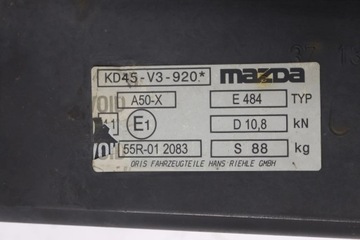 KD45-V3-920* mazda
A50-X E 484 TYP
E1 D 10,8 kN
55R-01 2083 S 88 kg
ORIS FAHRZEUGTEILE HANS RIEHLE GMBH
VOID